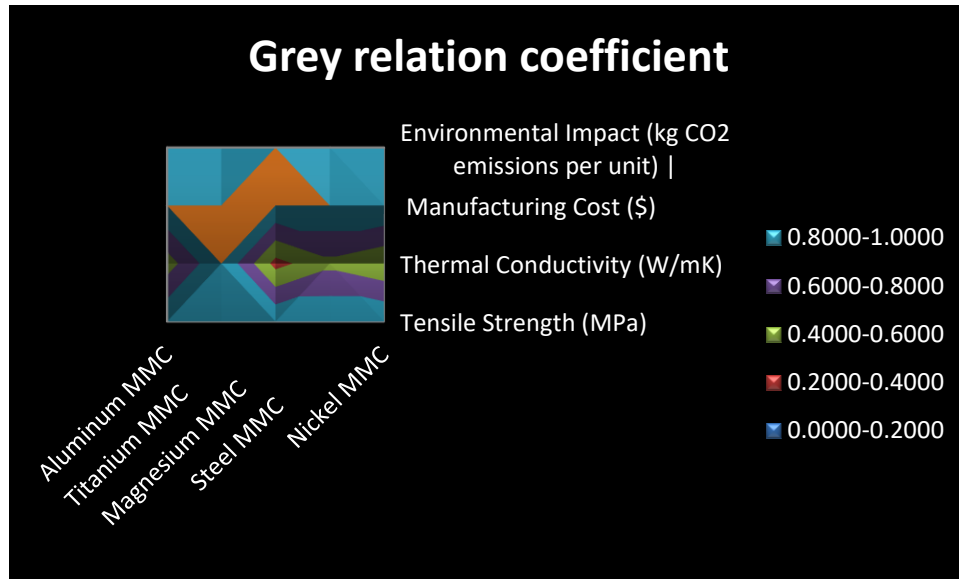 Grey relation coefficient
Environmental Impact (kg CO2
emissions per unit) |
Manufacturing Cost ($)
Thermal Conductivity (W/mK)
Tensile Strength (MPa)
Aluminum MMC
Titanium MMC
Magnesium MMC
Steel MMC
Nickel MMC
0.8000-1.0000
0.6000-0.8000
0.4000-0.6000
0.2000-0.4000
0.0000-0.2000